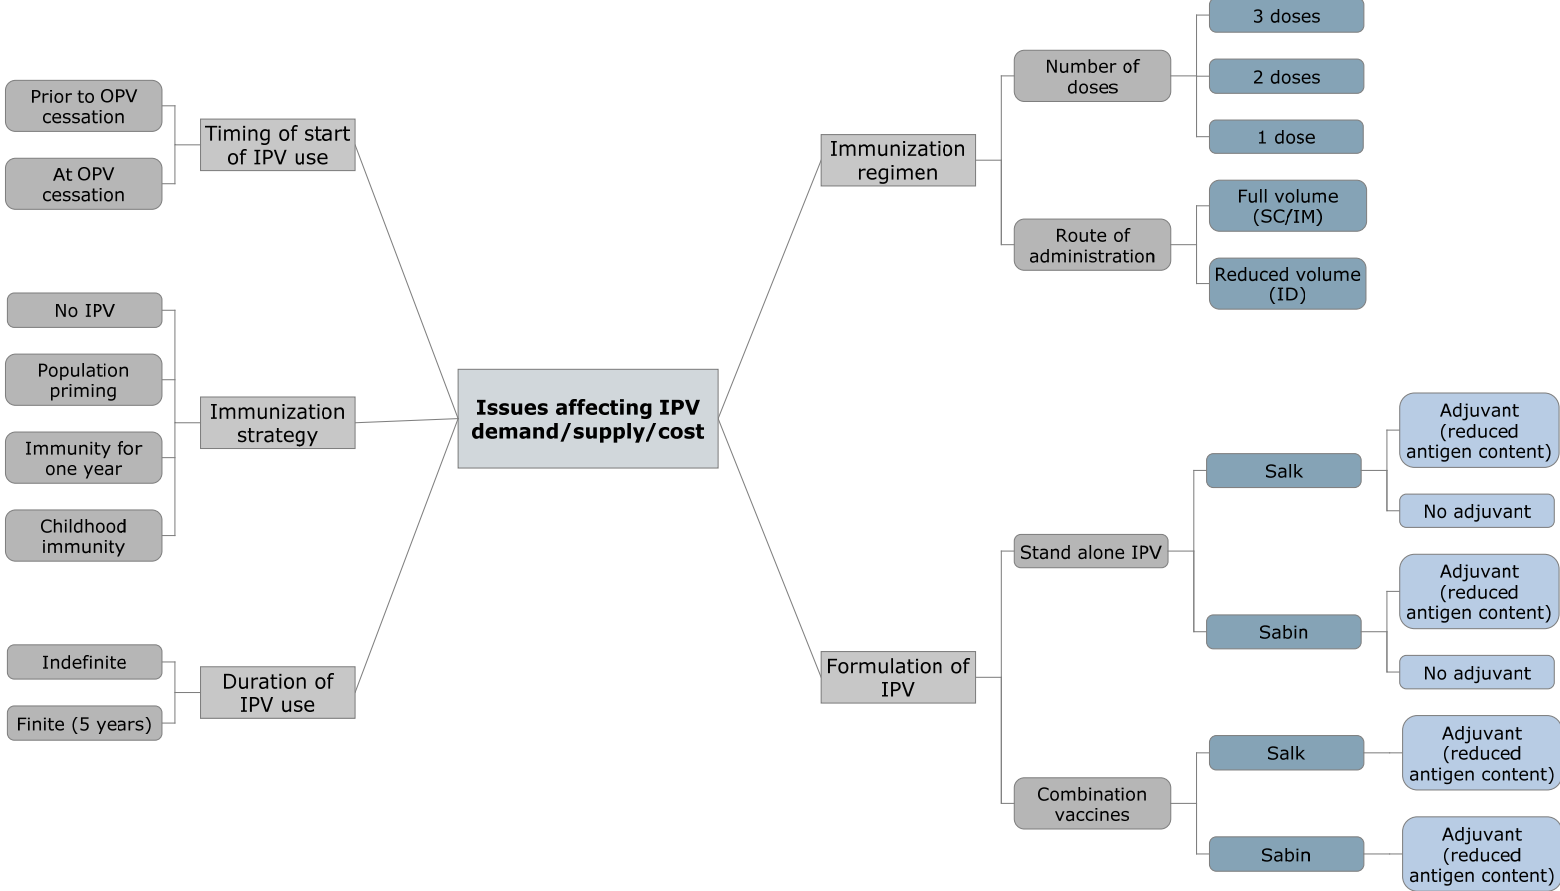 Issues affecting IPV
demand/supply/cost
Timing of start
of IPV use
Prior to OPV
cessation
At OPV
cessation
Immunization
strategy
No IPV
Population
priming
Immunity for
one year
Childhood
immunity
Duration of
IPV use
Indefinite
Finite (5 years)
Immunization
regimen
Number of
doses
3 doses
2 doses
1 dose
Route of
administration
Full volume
(SC/IM)
Reduced volume
(ID)
Formulation of
IPV
Stand alone IPV
Salk
Adjuvant
(reduced
antigen content)
No adjuvant
Sabin
Adjuvant
(reduced
antigen content)
No adjuvant
Combination
vaccines
Salk
Adjuvant
(reduced
antigen content)
Sabin
Adjuvant
(reduced
antigen content)